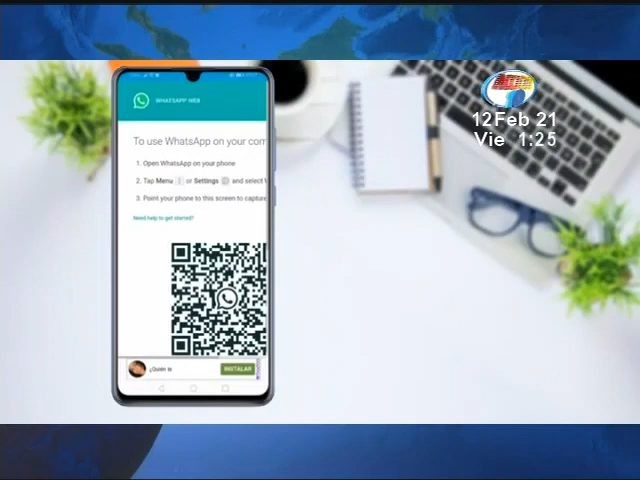 WHATSAPP WEB
12Feb 21
Vie 1:25
To use WhatsApp on your com
1. Open WhatsApp on your phone
2. Tap Menu or Settings and select
3. Point your phone to this screen to capture
Need help to get started?
¿Quién is
INSTALAR